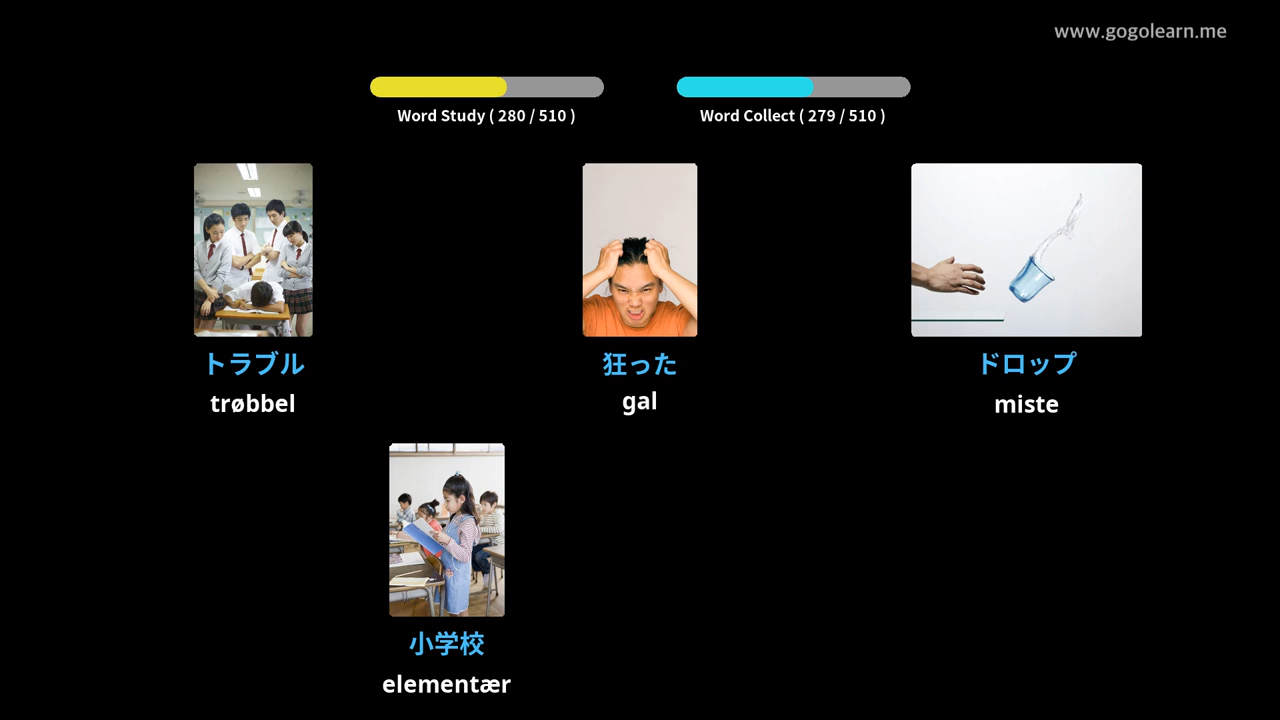 www.gogolearn.me
Word Study ( 280 / 510 )
Word Collect ( 279 / 510 )
トラブル
trøbbel
狂った
gal
ドロップ
miste
小学校
elementær